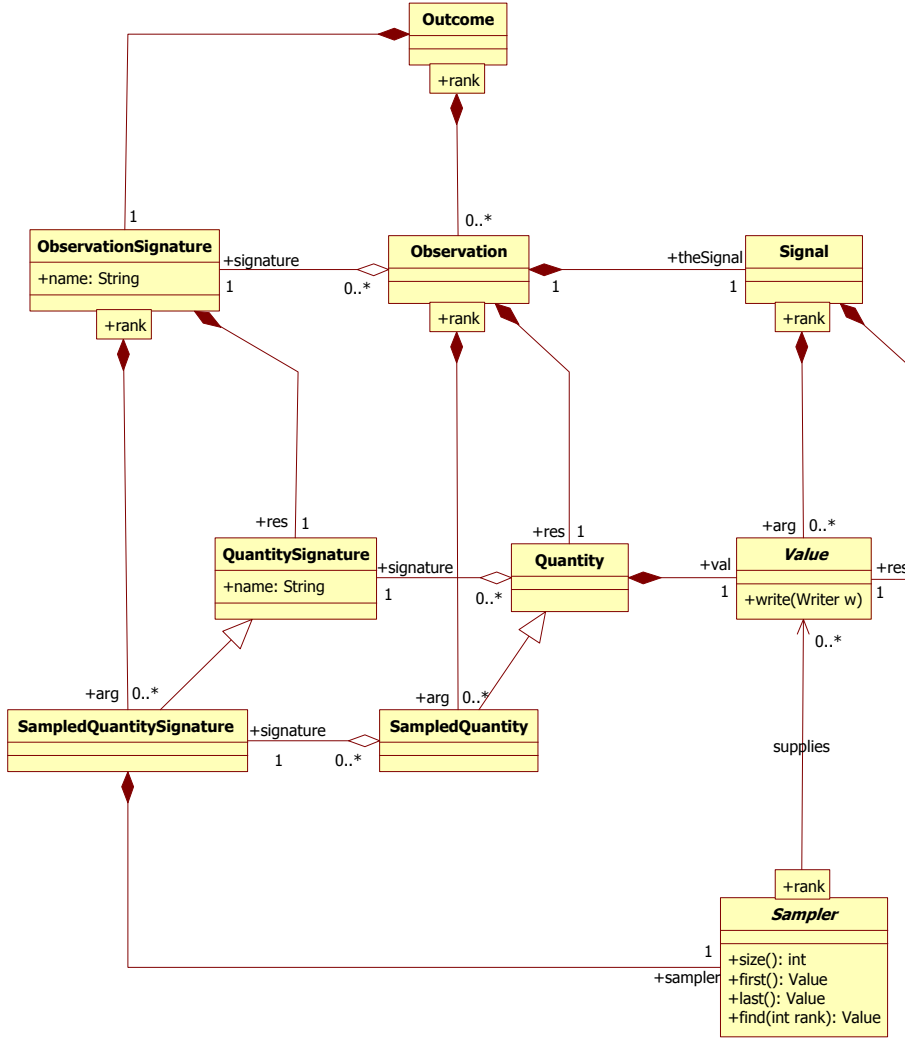 Outcome
+rank
1
0..*
ObservationSignature
+name: String
+rank
+signature
1
0..*
Observation
+rank
1
+theSignal
1
Signal
+rank
+res
1
+res
1
+arg
0..*
QuantitySignature
+name: String
+signature
1
0..*
Quantity
+val
1
Value
+write(Writer w)
+res
1
0..*
+arg
0..*
+arg
0..*
SampledQuantitySignature
+signature
1
0..*
SampledQuantity
supplies
+rank
Sampler
1
+sampler
+size(): int
+first(): Value
+last(): Value
+find(int rank): Value